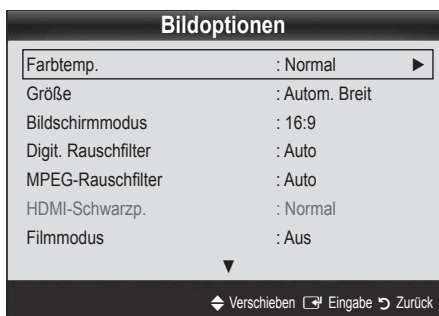 Bildoptionen
Farbtemp. : Normal ►
Größe : Autom. Breit
Bildschirmmodus : 16:9
Digit. Rauschfilter : Auto
MPEG-Rauschfilter : Auto
HDMI-Schwarzp. : Normal
Filmmodus : Aus
▼
Verschieben Eingabe Zurück